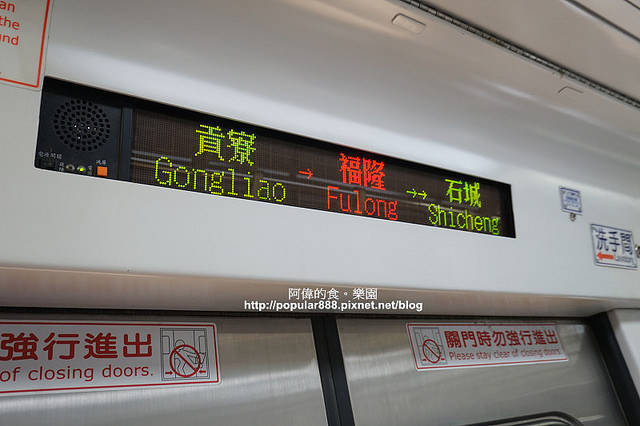 an
the
and
貢寮 → 福隆 →→ 石城
Gongliao Fulong Shicheng
洗手間
阿偉的食。樂園
http://popular888.pixnet.net/blog
強行進出
of closing doors.
關門時勿強行進出
Please stay clear of closing doors.